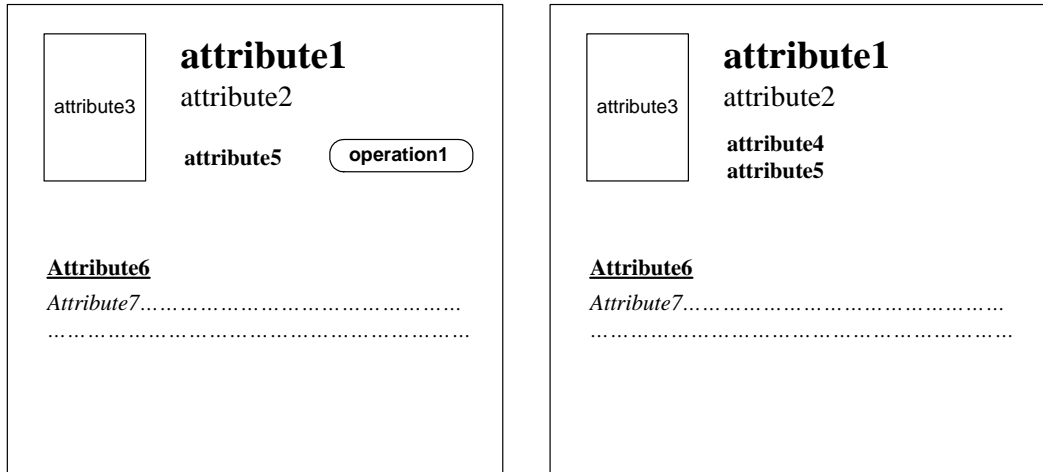 attribute1
attribute2
attribute3
attribute5 operation1
Attribute6
Attribute7…………………………………………
………………………………………………………
attribute1
attribute2
attribute3
attribute4
attribute5
Attribute6
Attribute7…………………………………………
………………………………………………………